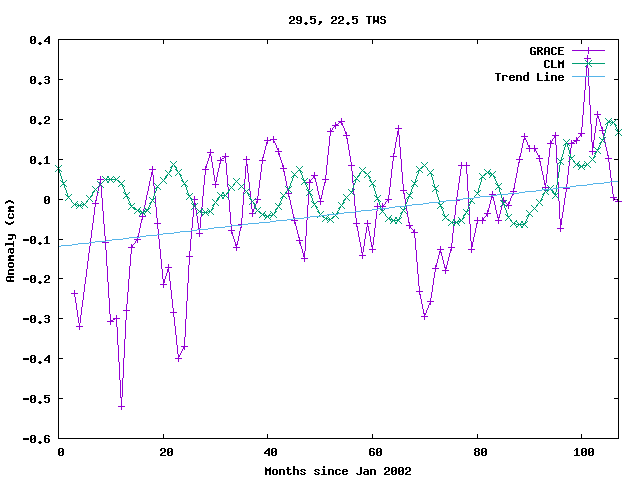 29.5, 22.5 TWS
GRACE
CLM
Trend Line
0.4
0.3
0.2
0.1
0
-0.1
-0.2
-0.3
-0.4
-0.5
-0.6
Anomaly (cm)
0 20 40 60 80 100
Months since Jan 2002